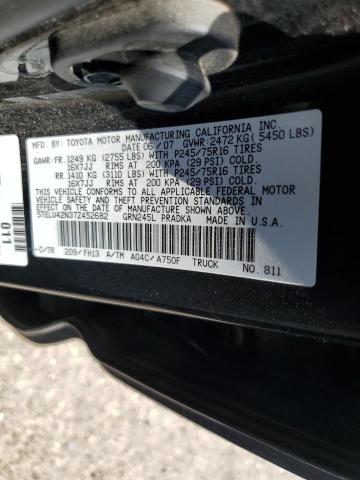 MFD. BY: TOYOTA MOTOR MANUFACTURING CALIFORNIA INC.
DATE 06/07 GVWR: 2472 KG ( 5450 LBS)
GAWR: FR. 1249 KG (2755 LBS) WITH P245/75R16 TIRES
16X7JJ RIMS AT 200 KPA (29 PSI) COLD.
RR. 1410 KG (3110 LBS) WITH P245/75R16 TIRES
16X7JJ RIMS AT 200 KPA (29 PSI) COLD.
THIS VEHICLE CONFORMS TO ALL APPLICABLE FEDERAL MOTOR
VEHICLE SAFETY STANDARDS IN EFFECT ON THE DATE OF
MANUFACTURE SHOWN ABOVE.
5TELU42N37Z452682 GRN245L PRADKA MADE IN U.S.A.
C/TR 209/FH13 A/TM A04C/A750F TRUCK NO. 811
011